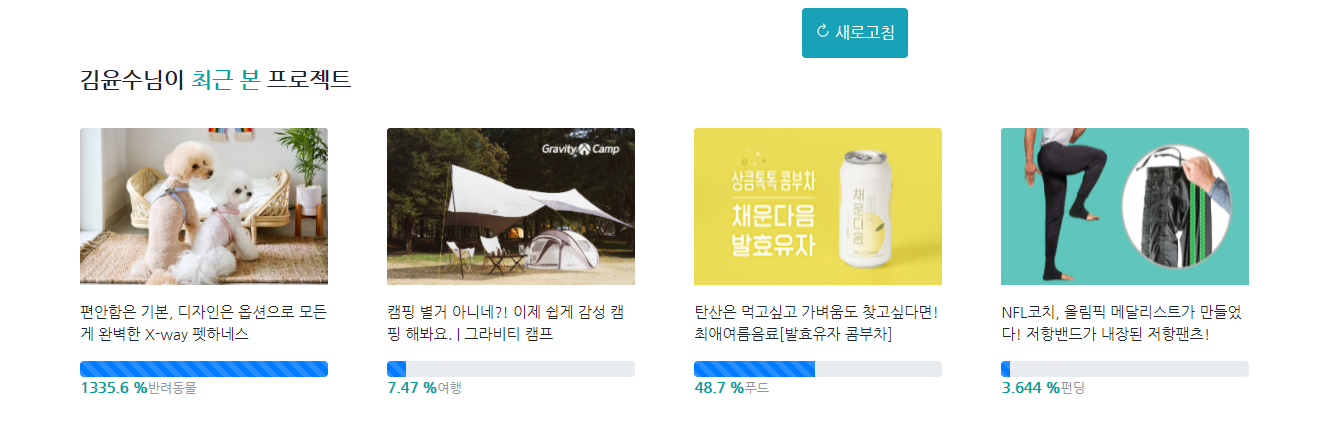 새로고침
김윤수님이 최근 본 프로젝트
Gravity Camp
상큼톡톡 콤부차
채운다음
발효유자
채운다음
편안함은 기본, 디자인은 옵션으로 모든
게 완벽한 X-way 펫하네스
1335.6 %반려동물
캠핑 별거 아니네?! 이제 쉽게 감성 캠
핑 해봐요. | 그라비티 캠프
7.47 %여행
탄산은 먹고싶고 가벼움도 찾고싶다면!
최애여름음료[발효유자 콤부차]
48.7 %푸드
NFL코치, 올림픽 메달리스트가 만들었
다! 저항밴드가 내장된 저항팬츠!
3.644 %펀딩